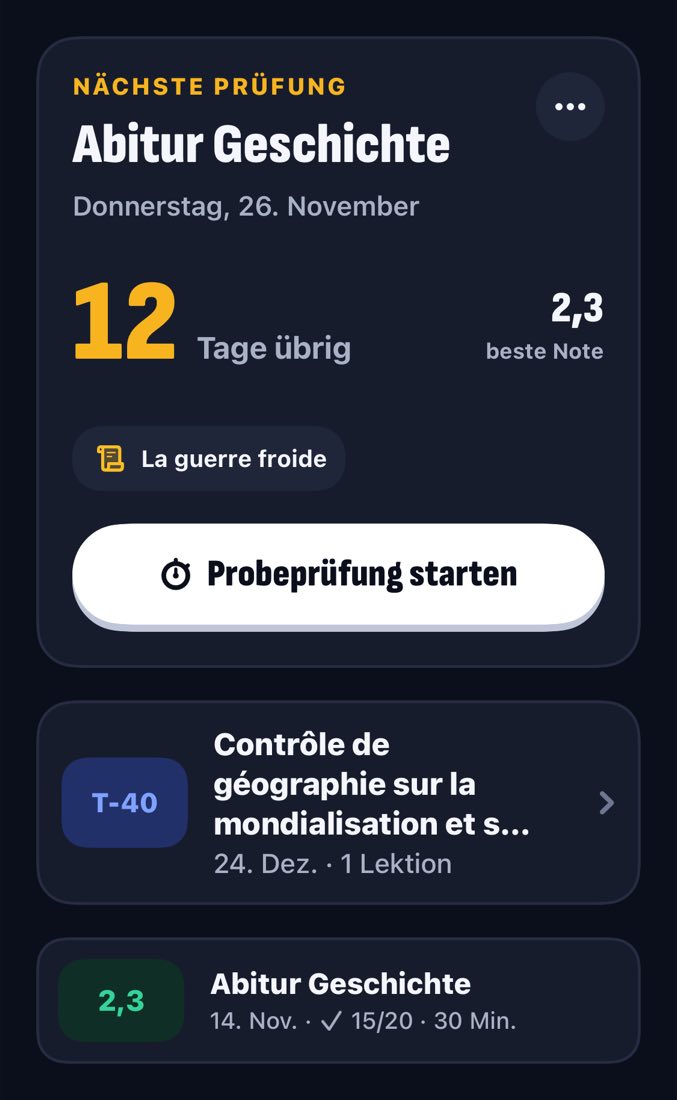 NÄCHSTE PRÜFUNG
Abitur Geschichte
Donnerstag, 26. November
12 Tage übrig
2,3
beste Note
La guerre froide
Probeprüfung starten
T-40
Contrôle de
géographie sur la
mondialisation et s...
24. Dez. · 1 Lektion
2,3
Abitur Geschichte
14. Nov. · ✓ 15/20 · 30 Min.